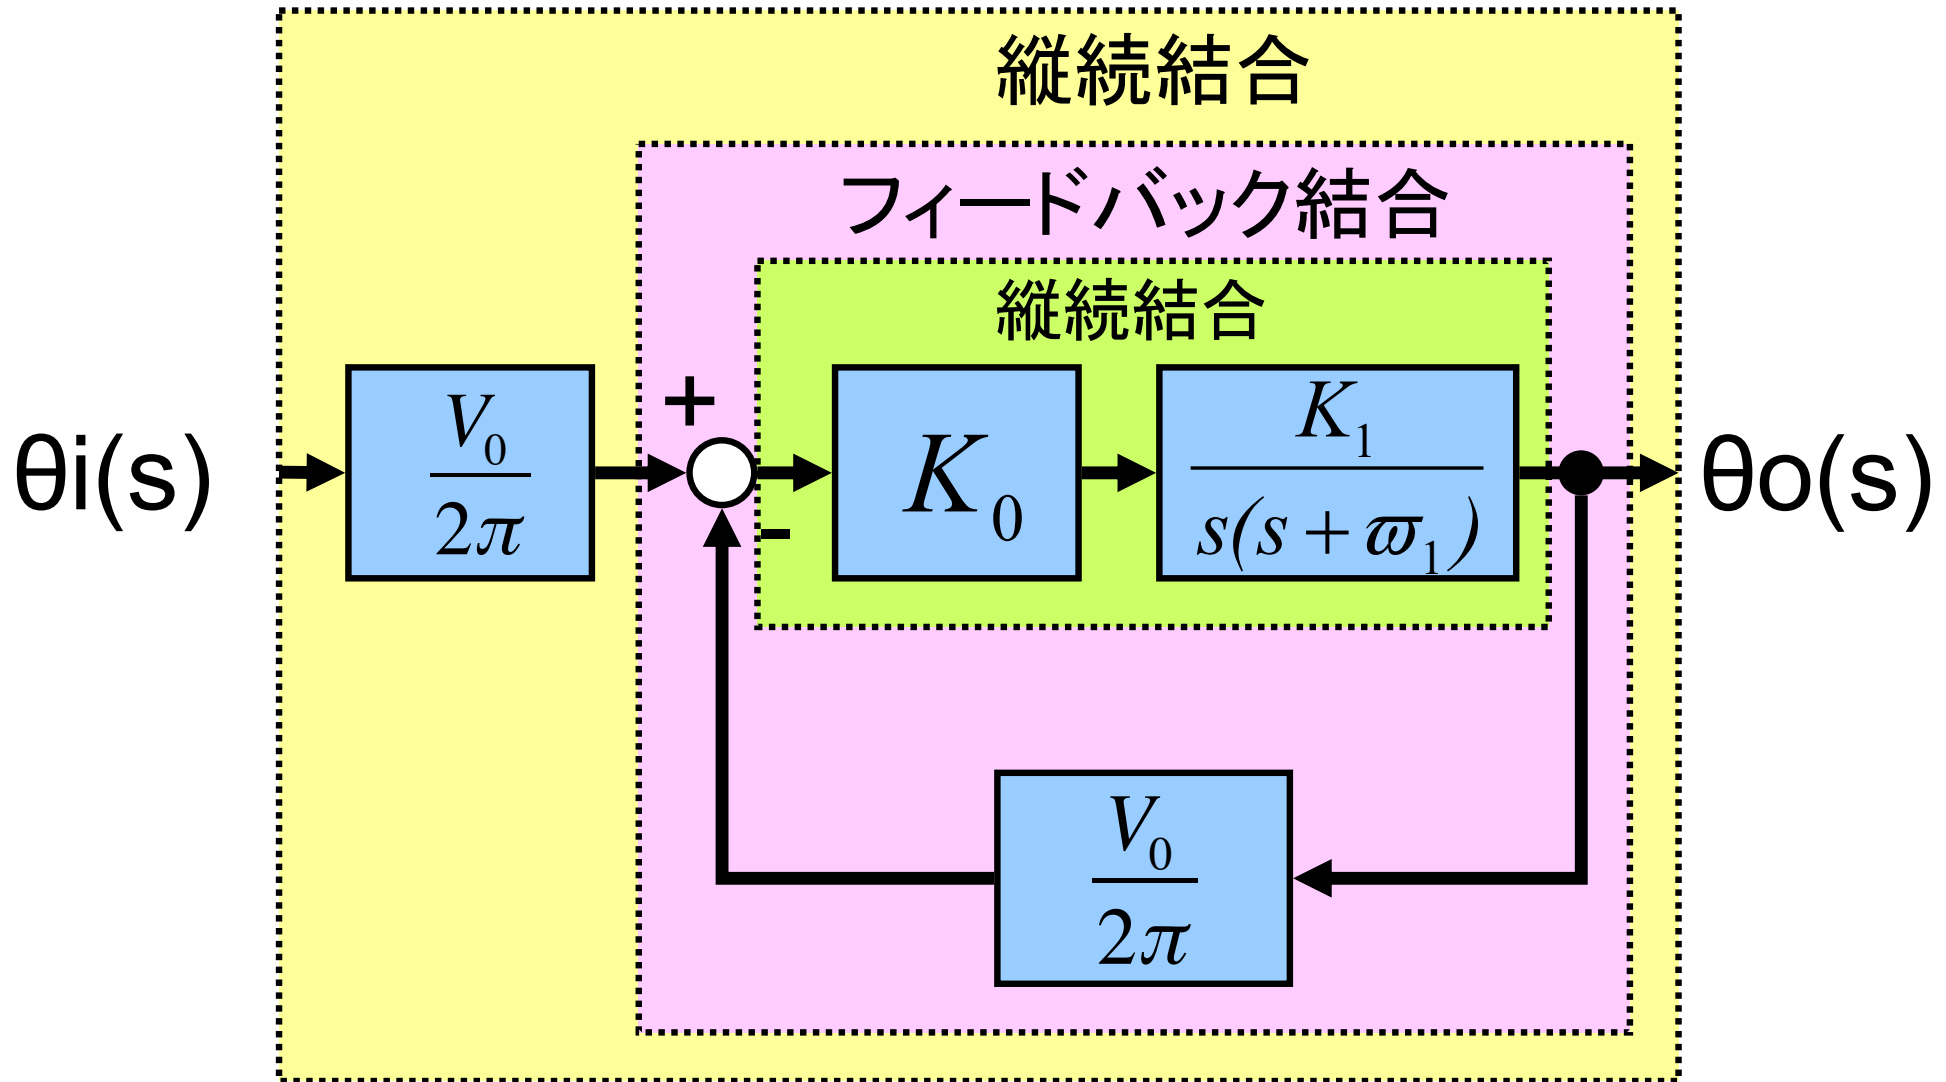 縦続結合
フィードバック結合
縦続結合
θi(s)
V₀
2π
+
-
K₀
K₁
s(s + ϖ₁)
θo(s)
V₀
2π